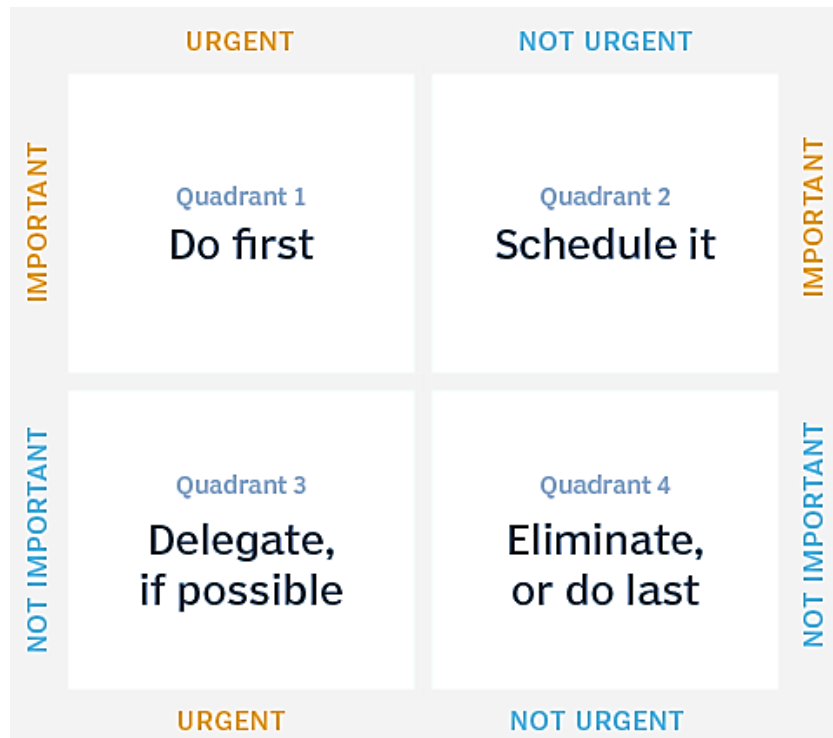 URGENT
NOT URGENT
IMPORTANT
IMPORTANT
Quadrant 1
Do first
Quadrant 2
Schedule it
NOT IMPORTANT
NOT IMPORTANT
Quadrant 3
Delegate,
if possible
Quadrant 4
Eliminate,
or do last
URGENT
NOT URGENT